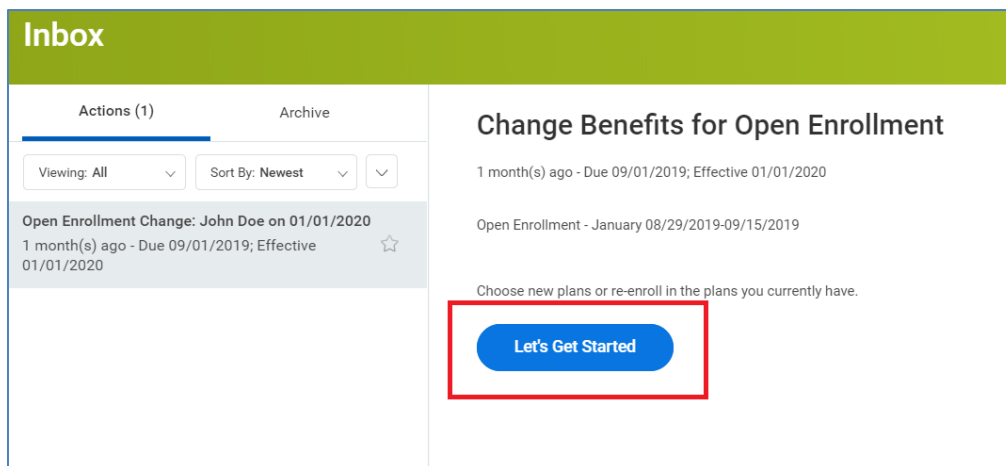 Inbox
Actions (1)
Archive
Viewing: All
Sort By: Newest
Open Enrollment Change: John Doe on 01/01/2020
1 month(s) ago - Due 09/01/2019; Effective
01/01/2020
Change Benefits for Open Enrollment
1 month(s) ago - Due 09/01/2019; Effective 01/01/2020
Open Enrollment - January 08/29/2019-09/15/2019
Choose new plans or re-enroll in the plans you currently have.
Let's Get Started